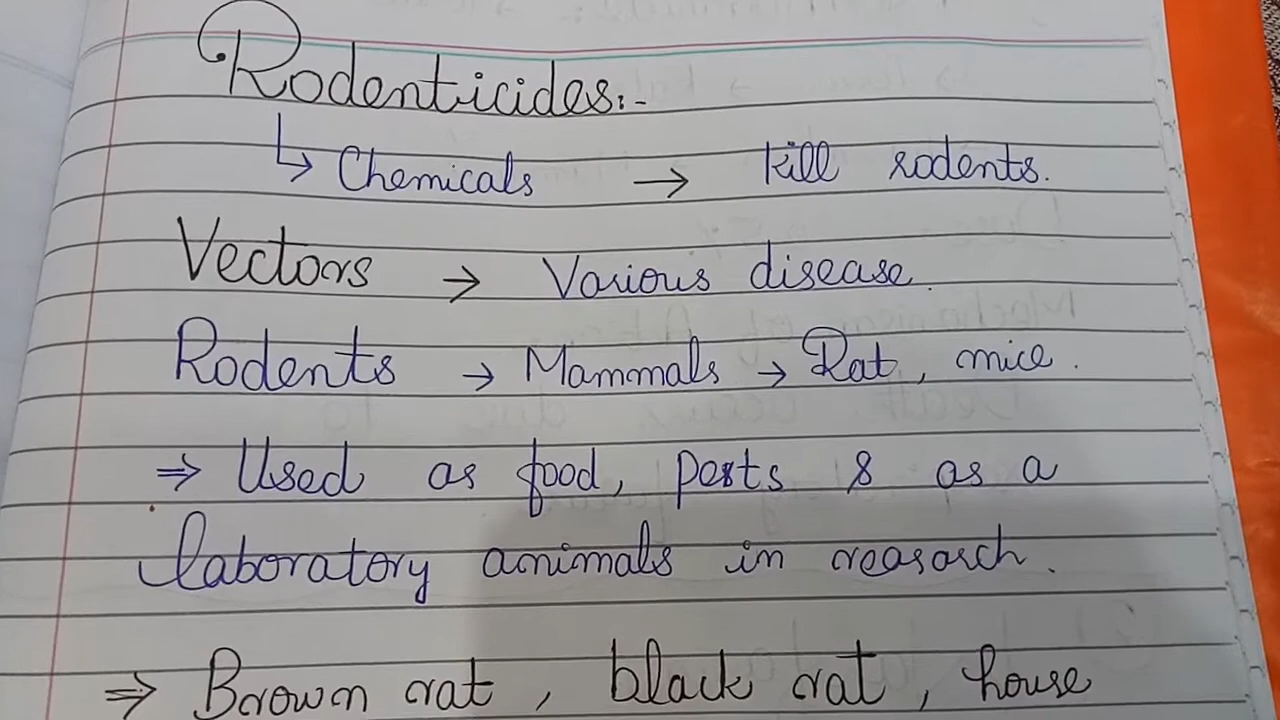 Rodenticides:-
↳ Chemicals → kill rodents.
Vectors → Various disease.
Rodents → Mammals → Rat, mice.
⇒ Used as food, pests & as a
laboratory animals in reasarch.
⇒ Brown rat, black rat, house